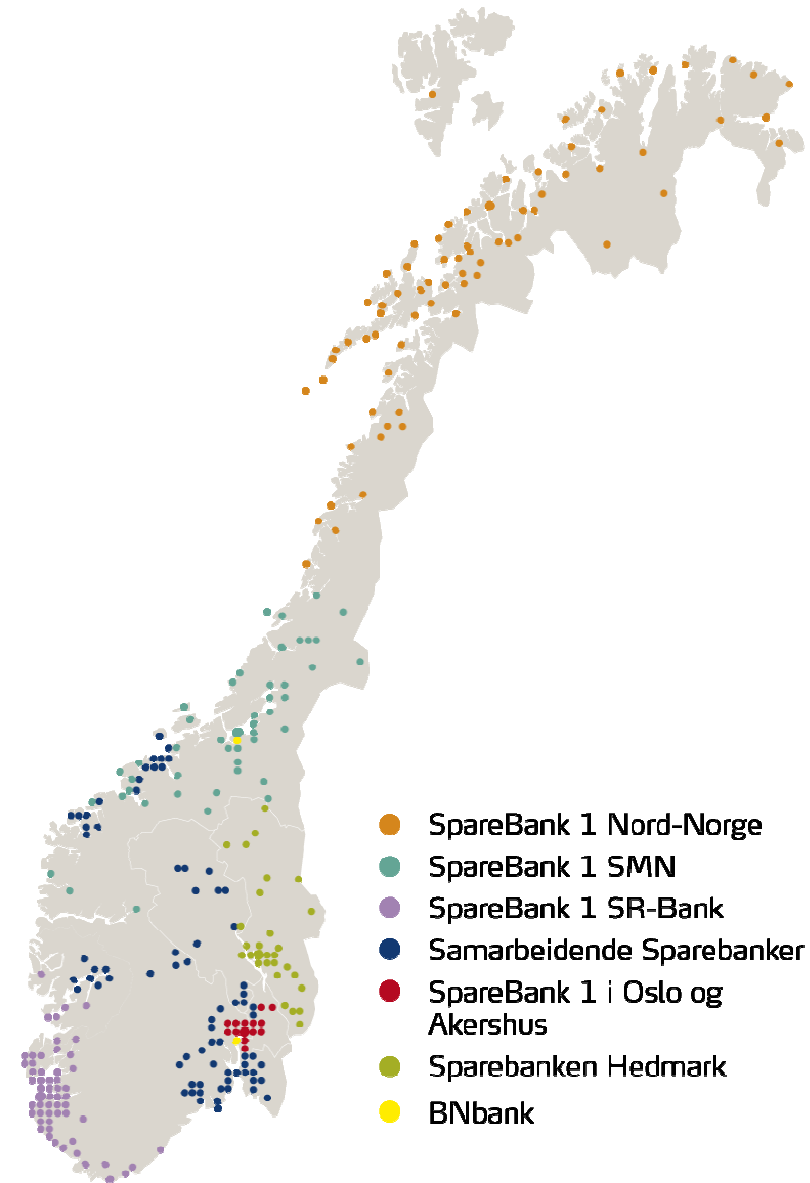 SpareBank 1 Nord-Norge
SpareBank 1 SMN
SpareBank 1 SR-Bank
Samarbeidende Sparebanker
SpareBank 1 i Oslo og
Akershus
Sparebanken Hedmark
BNbank